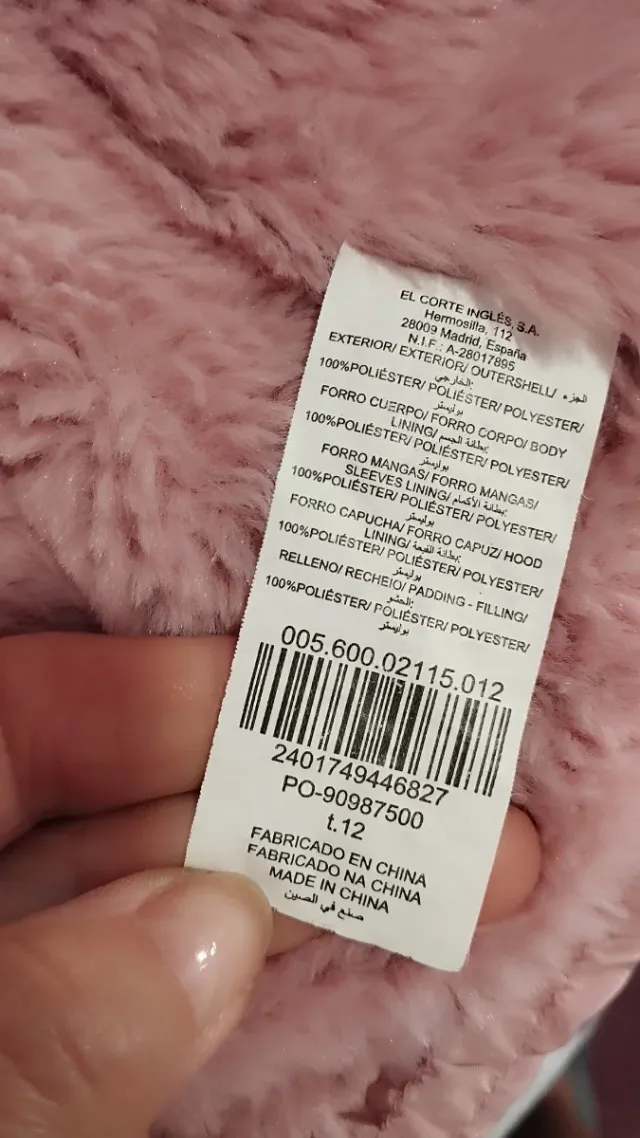 EL CORTE INGLÉS, S.A.
Hermosilla, 112
28009 Madrid, España
N.I.F.: A-28017895
EXTERIOR/ EXTERIOR/ OUTERSHELL/ الجزء
الخارجي:
100%POLIÉSTER/ POLIÉSTER/ POLYESTER/
بوليستر
FORRO CUERPO/ FORRO CORPO/ BODY
LINING/ بطانة الجسم:
100%POLIÉSTER/ POLIÉSTER/ POLYESTER/
بوليستر
FORRO MANGAS/ FORRO MANGAS/
SLEEVES LINING/ بطانة الأكمام:
100%POLIÉSTER/ POLIÉSTER/ POLYESTER/
بوليستر
FORRO CAPUCHA/ FORRO CAPUZ/ HOOD
LINING/ بطانة القبعة:
100%POLIÉSTER/ POLIÉSTER/ POLYESTER/
بوليستر
RELLENO/ RECHEIO/ PADDING - FILLING/
الحشو:
100%POLIÉSTER/ POLIÉSTER/ POLYESTER/
بوليستر
005.600.02115.012
2401749446827
PO-90987500
t.12
FABRICADO EN CHINA
FABRICADO NA CHINA
MADE IN CHINA
صنع في الصين